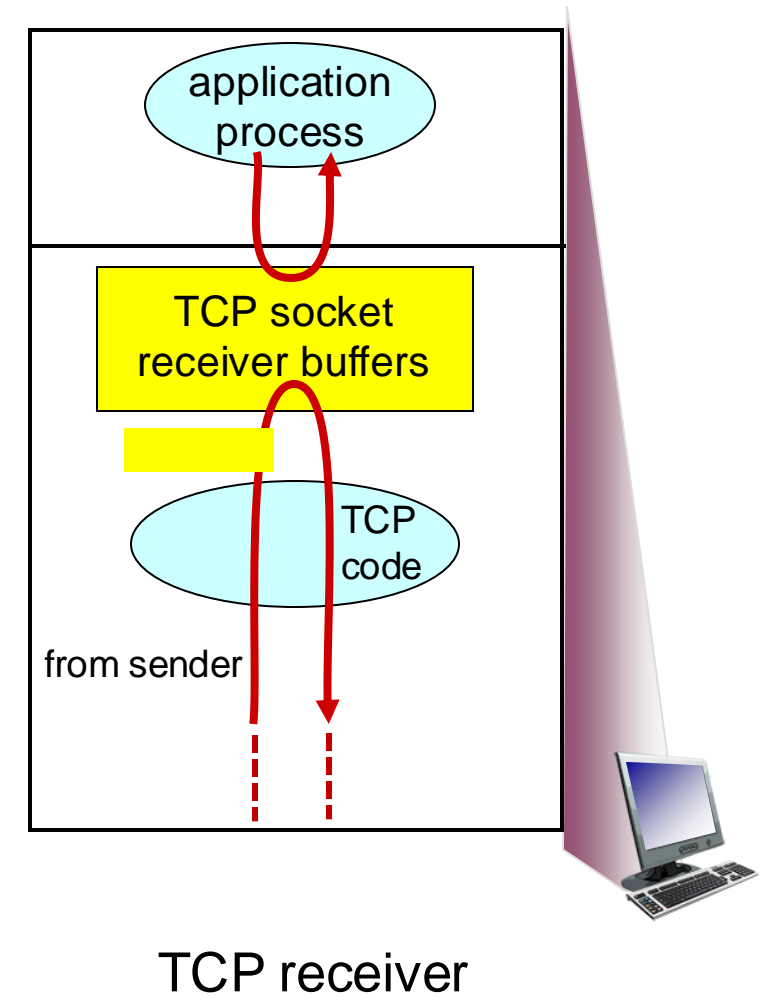 application
process
TCP socket
receiver buffers
TCP
code
from sender
TCP receiver